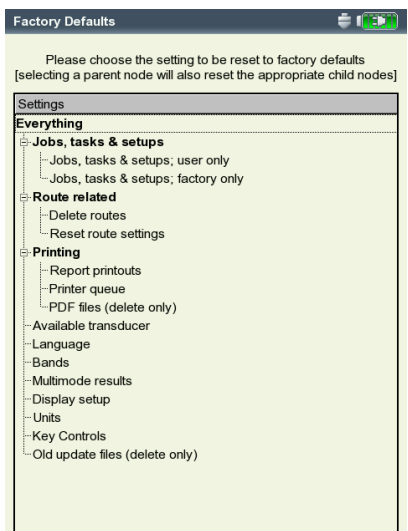 Factory Defaults
Please choose the setting to be reset to factory defaults
[selecting a parent node will also reset the appropriate child nodes]
Settings
Everything
Jobs, tasks & setups
Jobs, tasks & setups; user only
Jobs, tasks & setups; factory only
Route related
Delete routes
Reset route settings
Printing
Report printouts
Printer queue
PDF files (delete only)
Available transducer
Language
Bands
Multimode results
Display setup
Units
Key Controls
Old update files (delete only)